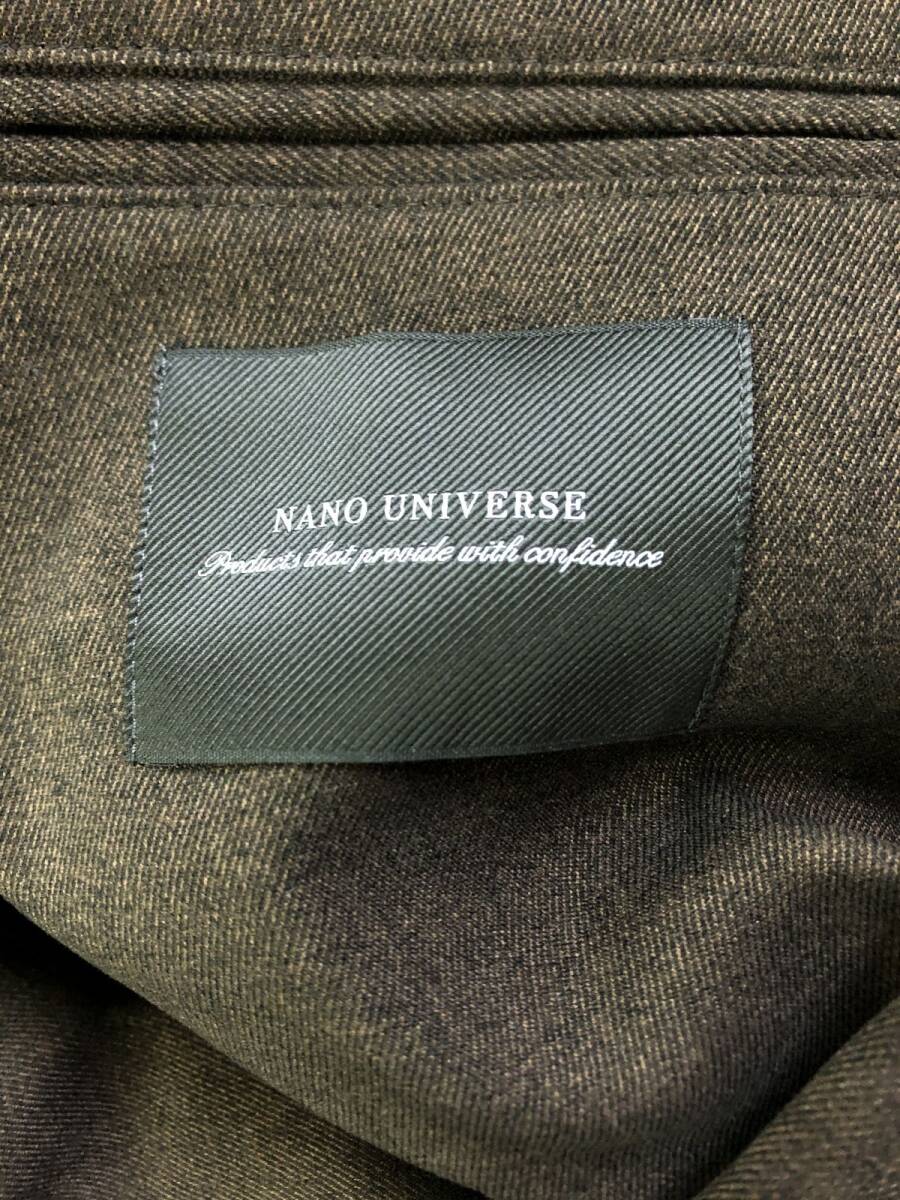 NANO UNIVERSE
Products that provide with confidence